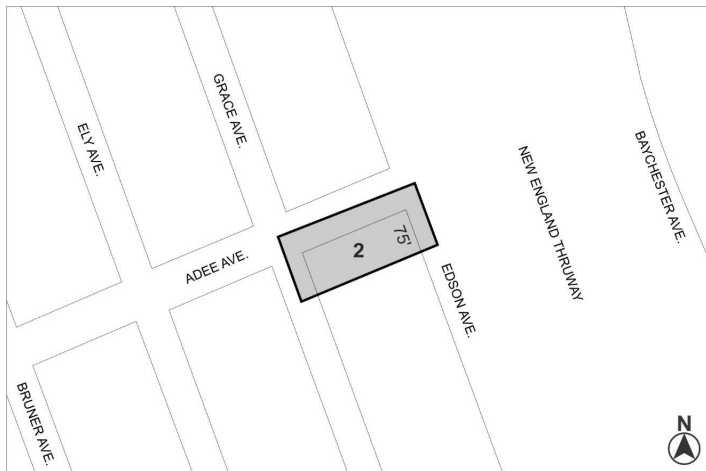 ELY AVE.
GRACE AVE.
NEW ENGLAND THRUWAY
BAYCHESTER AVE.
ADEE AVE.
2
75'
EDSON AVE.
BRUNER AVE.
N